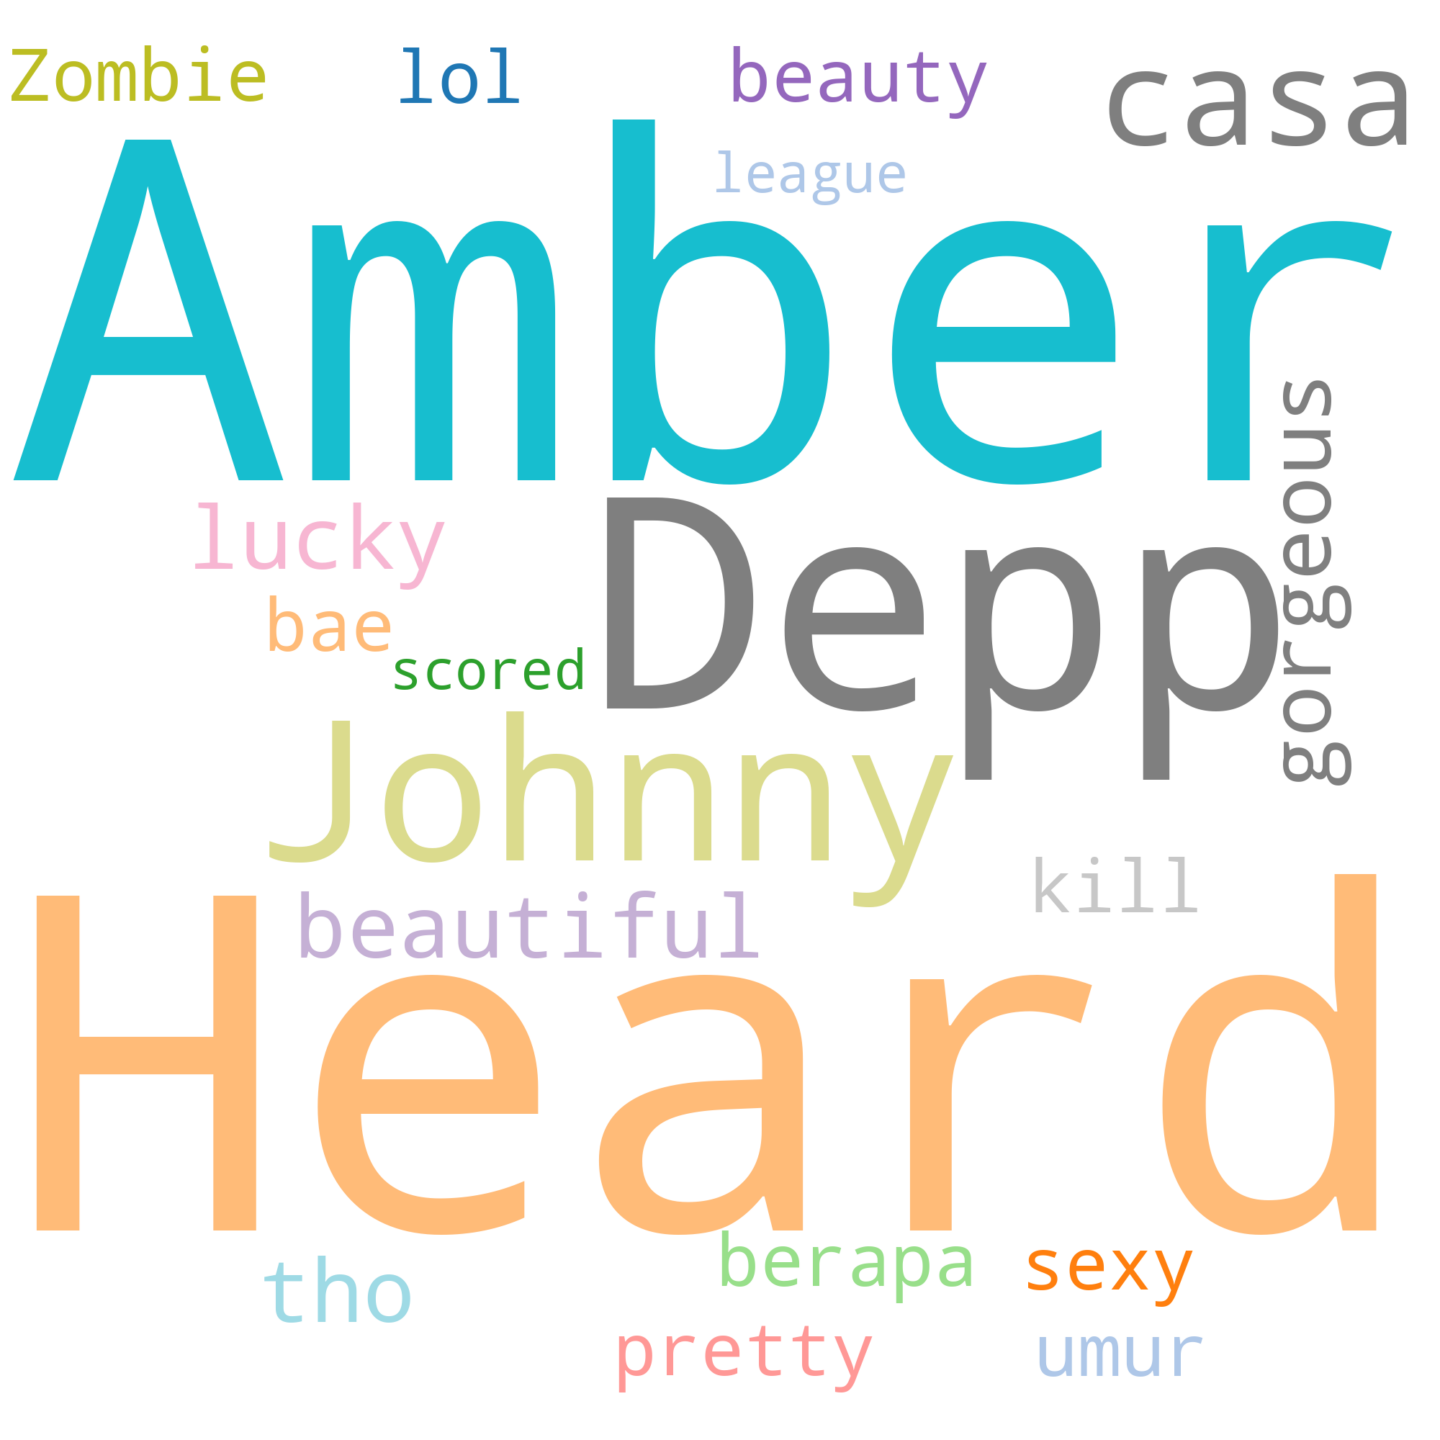 Zombie lol beauty casa
league
Amber
gorgeous
lucky
Depp
bae
scored
Johnny
kill
beautiful
Heard
tho
berapa
sexy
pretty
umur